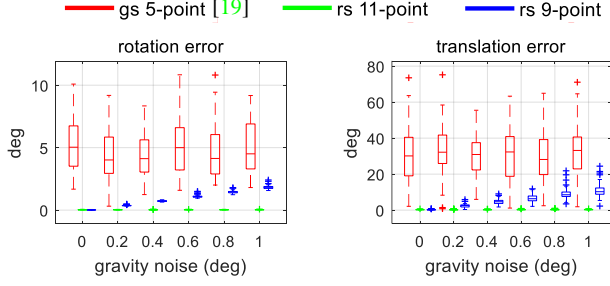 gs 5-point [19] rs 11-point rs 9-point
rotation error
deg
10
5
0
0 0.2 0.4 0.6 0.8 1
gravity noise (deg)
translation error
deg
80
60
40
20
0
0 0.2 0.4 0.6 0.8 1
gravity noise (deg)